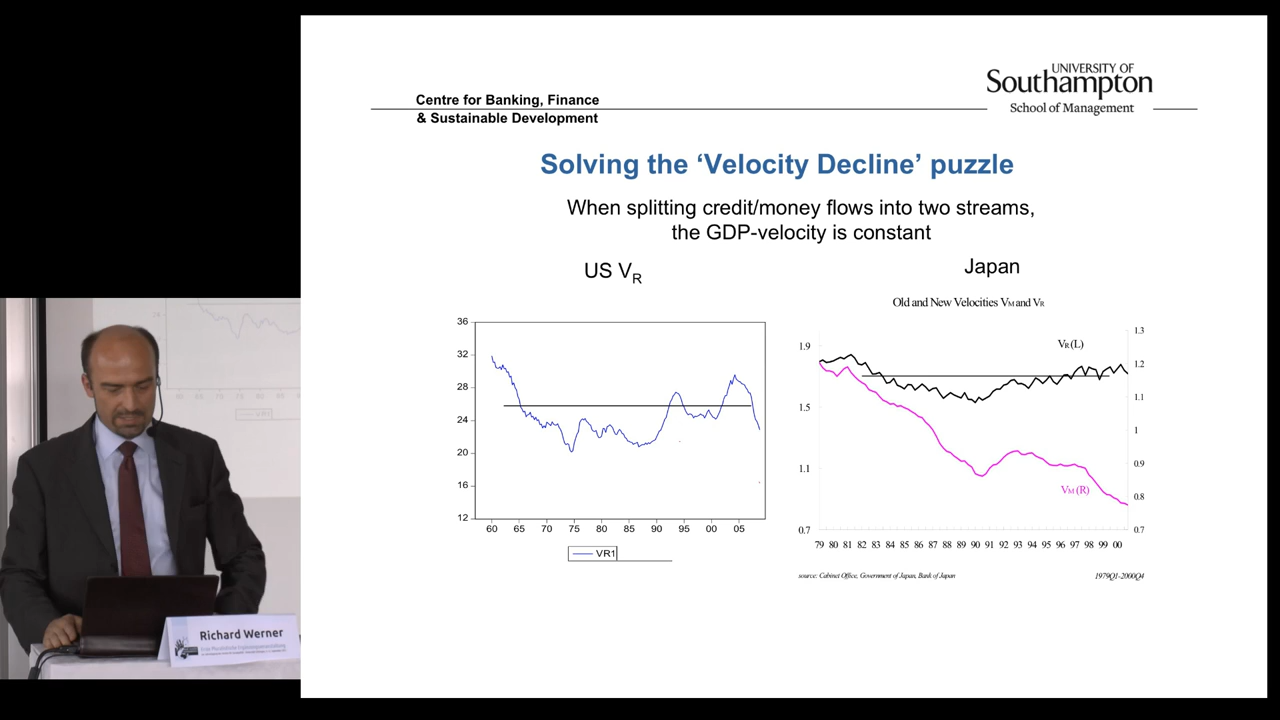 Centre for Banking, Finance
& Sustainable Development
UNIVERSITY OF
Southampton
School of Management
Solving the ‘Velocity Decline’ puzzle
When splitting credit/money flows into two streams,
the GDP-velocity is constant
US VR
Japan
Old and New Velocities VM and VR
36
32
28
24
20
16
12
60 65 70 75 80 85 90 95 00 05
VR1
1.9
1.5
1.1
0.7
1.3
1.2
1.1
1
0.9
0.8
0.7
VR(L)
VM(R)
79 80 81 82 83 84 85 86 87 88 89 90 91 92 93 94 95 96 97 98 99 00
source: Cabinet Office, Government of Japan, Bank of Japan
1979Q1-2000Q4
Richard Werner